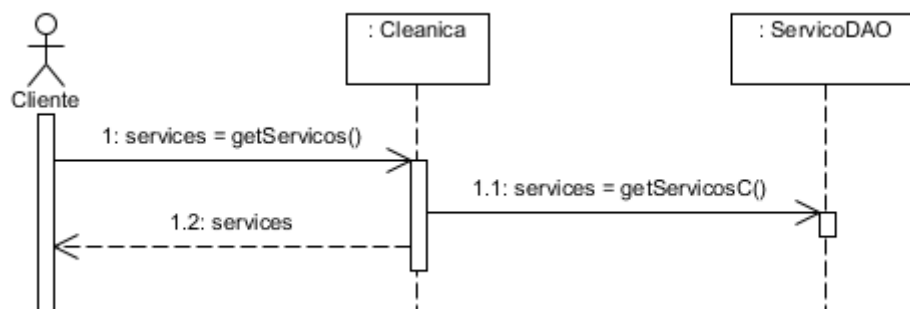 : Cleanica
: ServicoDAO
Cliente
1: services = getServicos()
1.1: services = getServicosC()
1.2: services